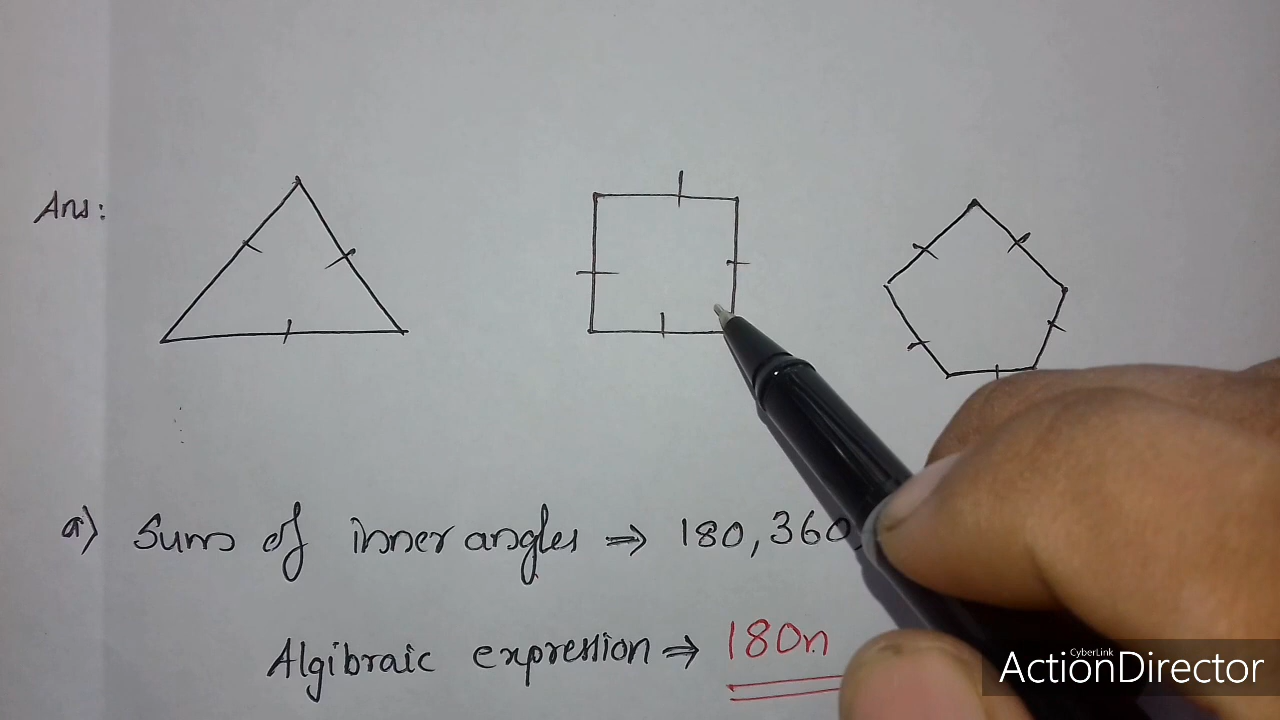 Ans:
a) Sum of inner angles ⇒ 180, 360,
Algibraic expression ⇒ 180n
CyberLink
ActionDirector